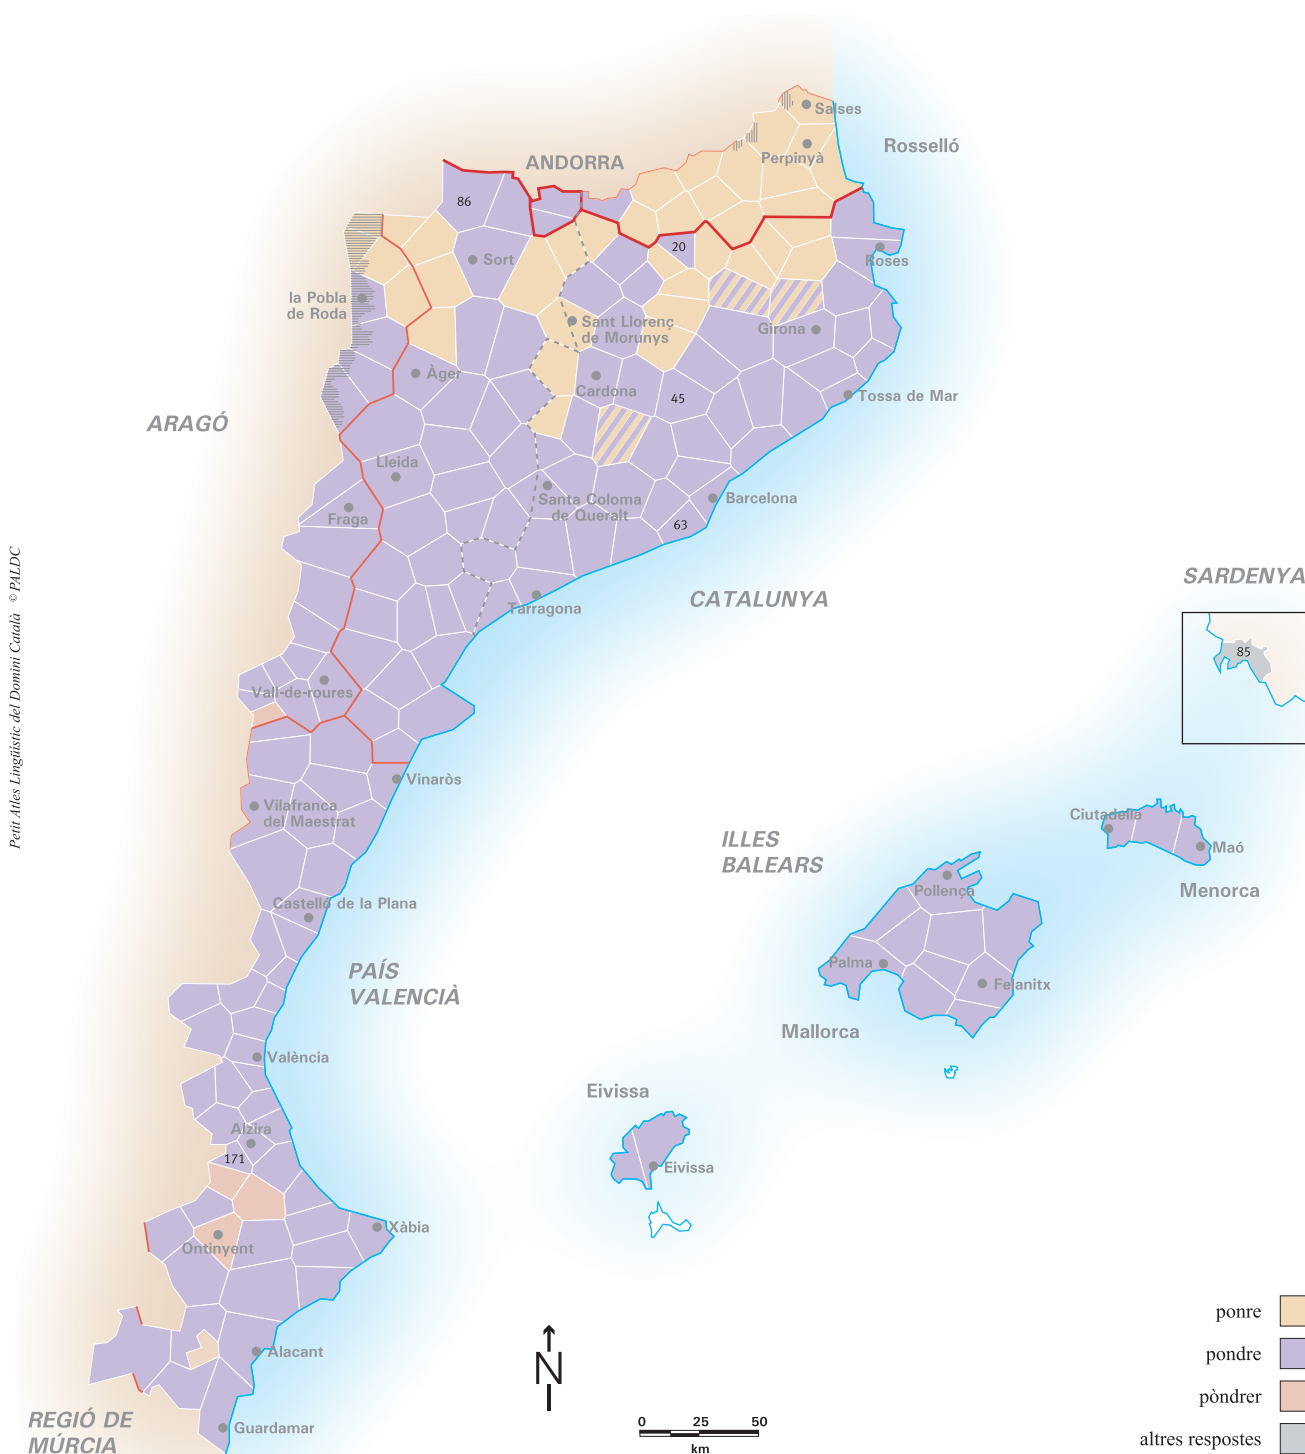 Salses
Rosselló
Perpinyà
ANDORRA
86
20
Roses
Sort
la Pobla
de Roda
Sant Llorenç
de Morunys
Girona
Àger
Cardona
45
Tossa de Mar
ARAGÓ
Lleida
Santa Coloma
de Queralt
Barcelona
Fraga
63
Petit Atles Lingüístic del Domini Català © PALDC
SARDENYA
CATALUNYA
Tarragona
85
Vall-de-roures
Vinaròs
Vilafranca
del Maestrat
Ciutadella
Maó
ILLES
BALEARS
Pollença
Menorca
Castelló de la Plana
PAÍS
VALENCIÀ
Palma
Felanitx
Mallorca
València
Eivissa
Alzira
171
Eivissa
Xàbia
Ontinyent
ponre
pondre
pòndrer
altres respostes
Alacant
N
REGIÓ DE
MÚRCIA
Guardamar
0 25 50
km